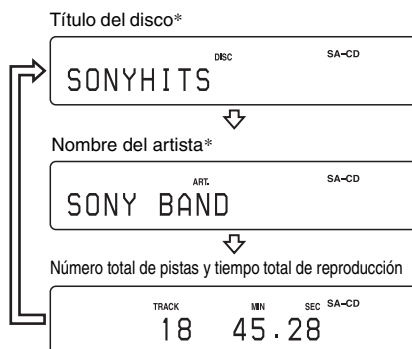 Título del disco*
DISC SA-CD
SONYHITS
Nombre del artista*
ART. SA-CD
SONY BAND
Número total de pistas y tiempo total de reproducción
TRACK MIN SEC SA-CD
18 45.28